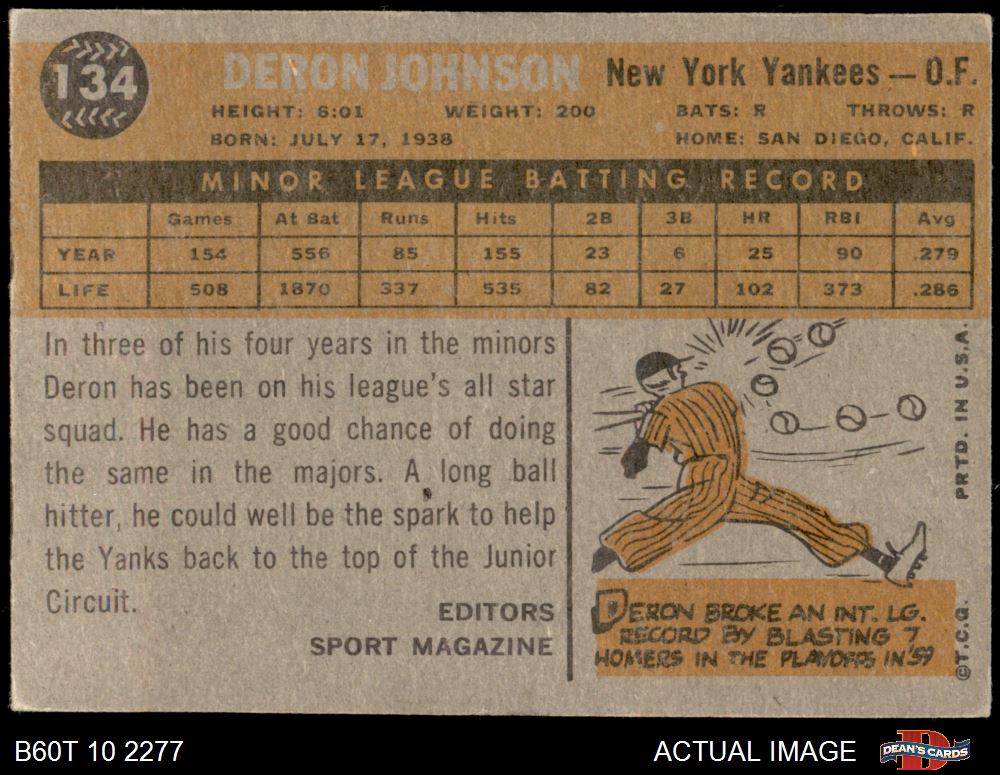 134
DERON JOHNSON New York Yankees — O.F.
HEIGHT: 6:01 WEIGHT: 200 BATS: R THROWS: R
BORN: JULY 17, 1938 HOME: SAN DIEGO, CALIF.
MINOR LEAGUE BATTING RECORD
Games At Bat Runs Hits 2B 3B HR RBI Avg
YEAR 154 556 85 155 23 6 25 90 .279
LIFE 508 1870 337 535 82 27 102 373 .286
In three of his four years in the minors
Deron has been on his league's all star
squad. He has a good chance of doing
the same in the majors. A long ball
hitter, he could well be the spark to help
the Yanks back to the top of the Junior
Circuit.
EDITORS
SPORT MAGAZINE
DERON BROKE AN INT. LG.
RECORD BY BLASTING 7
HOMERS IN THE PLAYOFFS IN '59
PRTD. IN U.S.A.
©T.C.G.
B60T 10 2277
ACTUAL IMAGE
DEAN'S CARDS